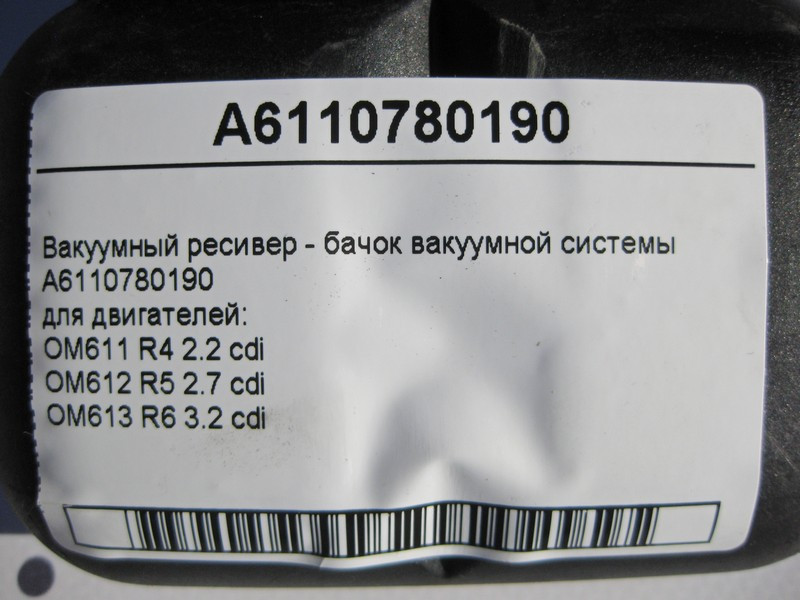 A6110780190
Вакуумный ресивер - бачок вакуумной системы
А6110780190
для двигателей:
OM611 R4 2.2 cdi
OM612 R5 2.7 cdi
OM613 R6 3.2 cdi